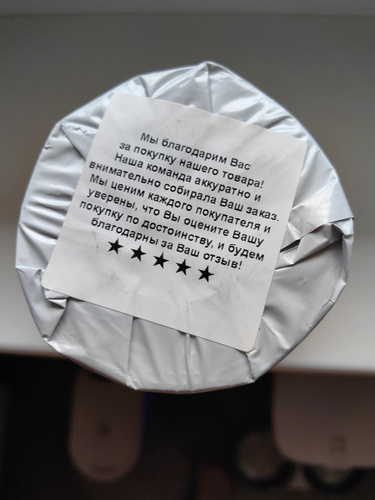 Мы благодарим Вас
за покупку нашего товара!
Наша команда аккуратно и
внимательно собирала Ваш заказ.
Мы ценим каждого покупателя и
уверены, что Вы оцените Вашу
покупку по достоинству, и будем
благодарны за Ваш отзыв!
★ ★ ★ ★ ★